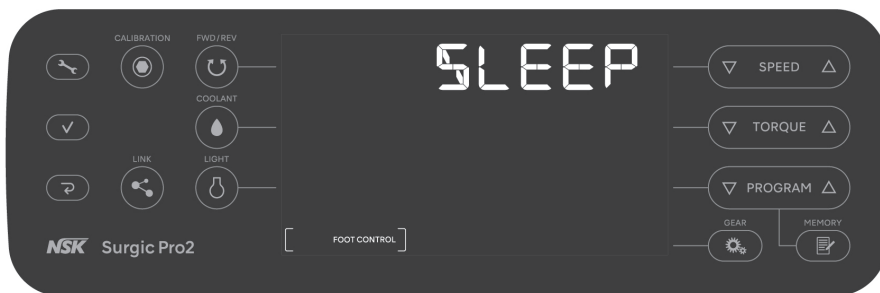 CALIBRATION FWD/REV
SLEEP
SPEED
COOLANT
TORQUE
LINK LIGHT
PROGRAM
GEAR MEMORY
FOOT CONTROL
NSK Surgic Pro2